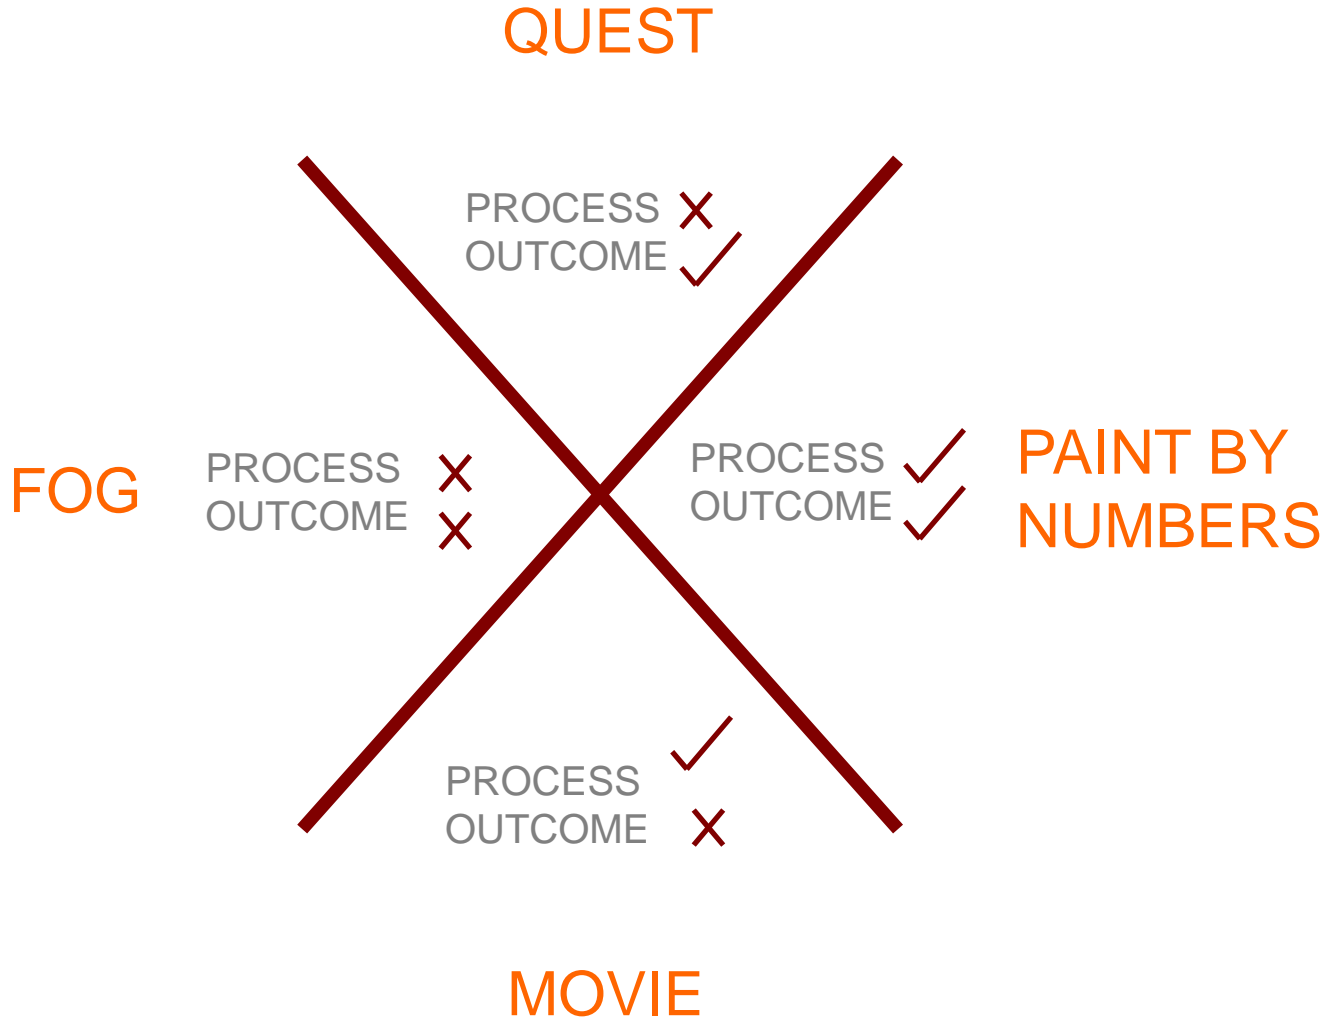 QUEST
PROCESS
OUTCOME
FOG
PROCESS
OUTCOME
PROCESS
OUTCOME
PAINT BY
NUMBERS
PROCESS
OUTCOME
MOVIE